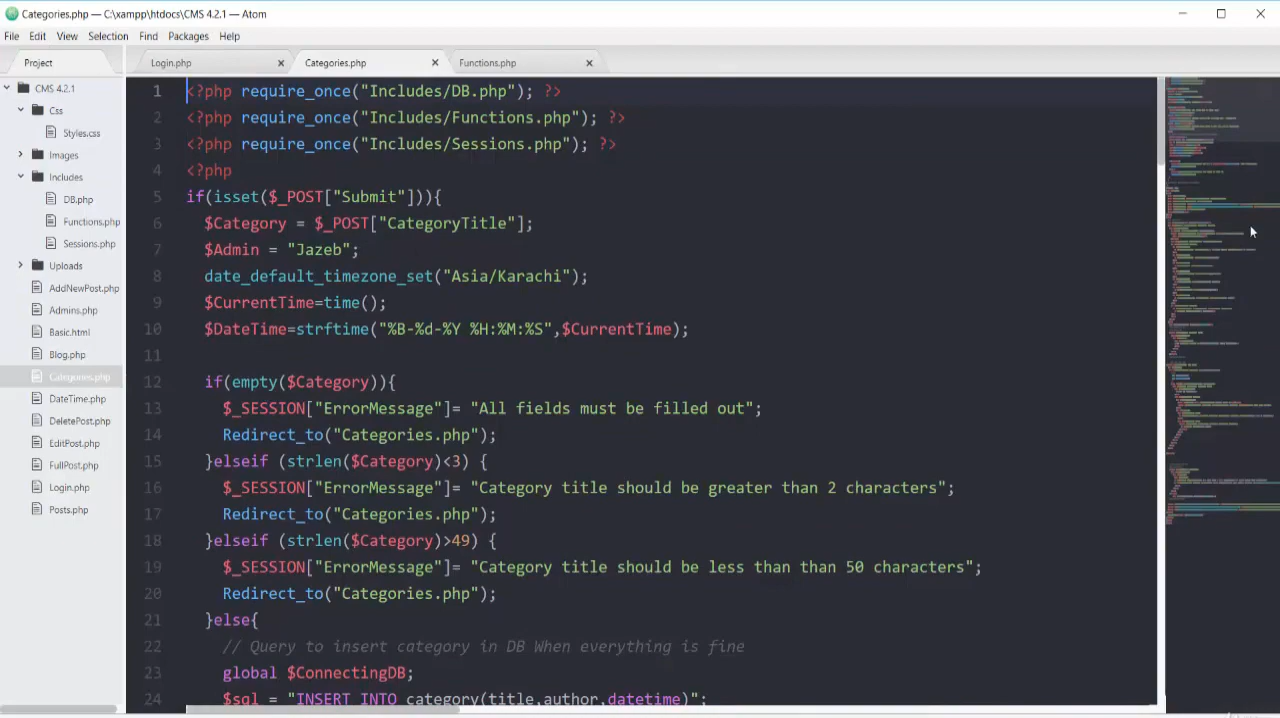 Categories.php — C:\xampp\htdocs\CMS 4.2.1 — Atom
File Edit View Selection Find Packages Help
Project
Login.php
Categories.php
Functions.php
CMS 4.2.1
Css
Styles.css
Images
Includes
DB.php
Functions.php
Sessions.php
Uploads
AddNewPost.php
Admins.php
Basic.html
Blog.php
Categories.php
DateTime.php
DeletePost.php
EditPost.php
FullPost.php
Login.php
Posts.php
1 <?php require_once("Includes/DB.php"); ?>
2 <?php require_once("Includes/Functions.php"); ?>
3 <?php require_once("Includes/Sessions.php"); ?>
4 <?php
5 if(isset($_POST["Submit"])){
6 $Category = $_POST["CategoryTitle"];
7 $Admin = "Jazeb";
8 date_default_timezone_set("Asia/Karachi");
9 $CurrentTime=time();
10 $DateTime=strftime("%B-%d-%Y %H:%M:%S",$CurrentTime);
11
12 if(empty($Category)){
13 $_SESSION["ErrorMessage"]= fields must be filled out";
14 Redirect_to("Categories.php")
15 }elseif (strlen($Category)<3 {
16 $_SESSION["ErrorMessage"]= Category title should be greater than 2 characters";
17 Redirect_to("Categories.php");
18 }elseif (strlen($Category)>49) {
19 $_SESSION["ErrorMessage"]= "Category title should be less than than 50 characters";
20 Redirect_to("Categories.php");
21 }else{
22 // Query to insert category in DB When everything is fine
23 global $ConnectingDB;
24 $sql = "INSERT INTO category(title,author,datetime)";